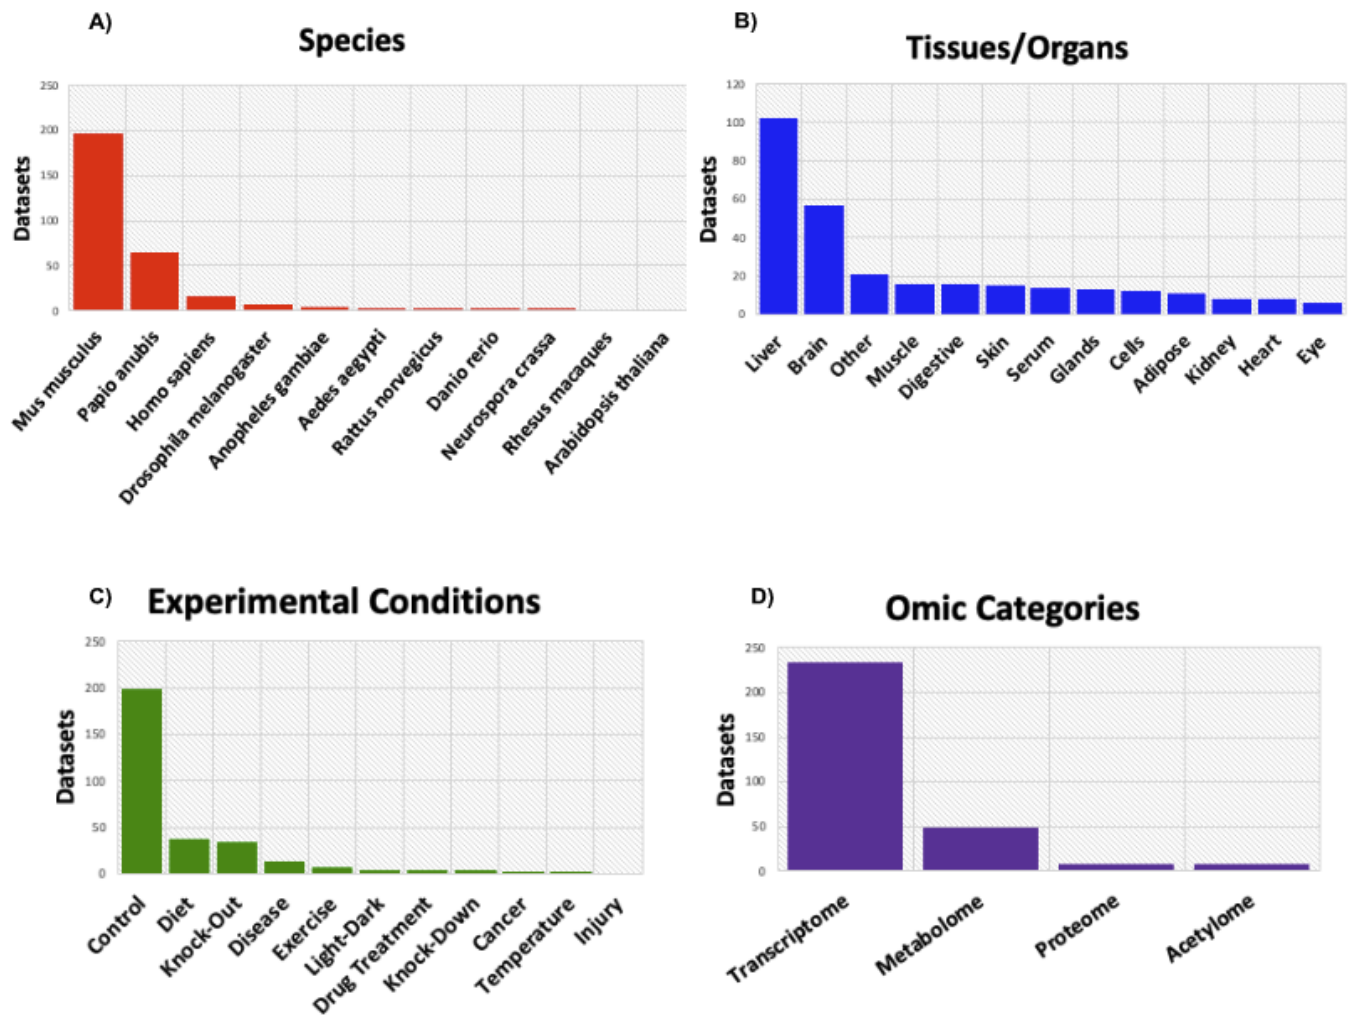 A)
Species
Datasets
250
200
150
100
50
0
Mus musculus
Papio anubis
Homo sapiens
Drosophila melanogaster
Anopheles gambiae
Aedes aegypti
Rattus norvegicus
Danio rerio
Neurospora crassa
Rhesus macaques
Arabidopsis thaliana
B)
Tissues/Organs
Datasets
120
100
80
60
40
20
0
Liver
Brain
Other
Muscle
Digestive
Skin
Serum
Glands
Cells
Adipose
Kidney
Heart
Eye
C)
Experimental Conditions
Datasets
250
200
150
100
50
0
Control
Diet
Knock-Out
Disease
Exercise
Light-Dark
Drug Treatment
Knock-Down
Cancer
Temperature
Injury
D)
Omic Categories
Datasets
250
200
150
100
50
0
Transcriptome
Metabolome
Proteome
Acetylome